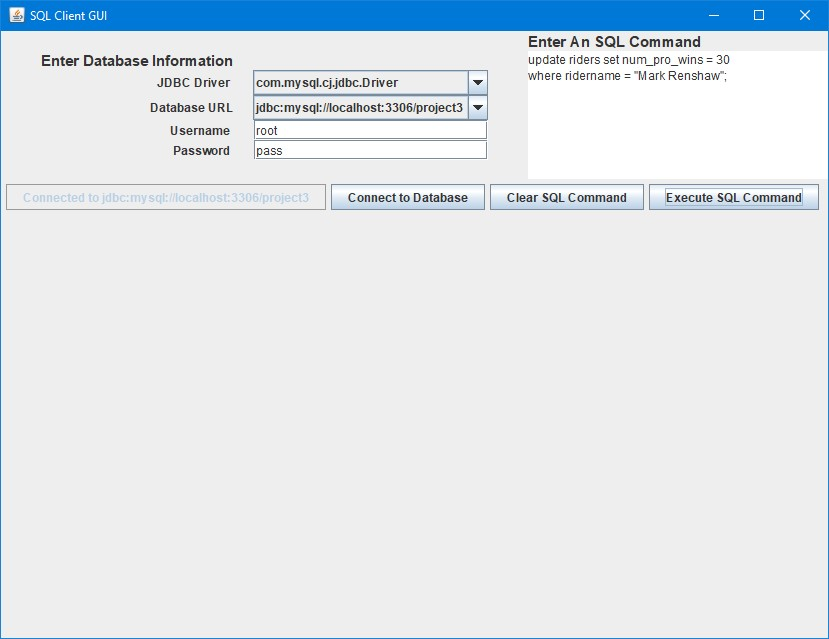 SQL Client GUI
Enter Database Information
JDBC Driver com.mysql.cj.jdbc.Driver
Database URL jdbc:mysql://localhost:3306/project3
Username root
Password pass
Enter An SQL Command
update riders set num_pro_wins = 30
where ridername = "Mark Renshaw";
Connected to jdbc:mysql://localhost:3306/project3 Connect to Database Clear SQL Command Execute SQL Command